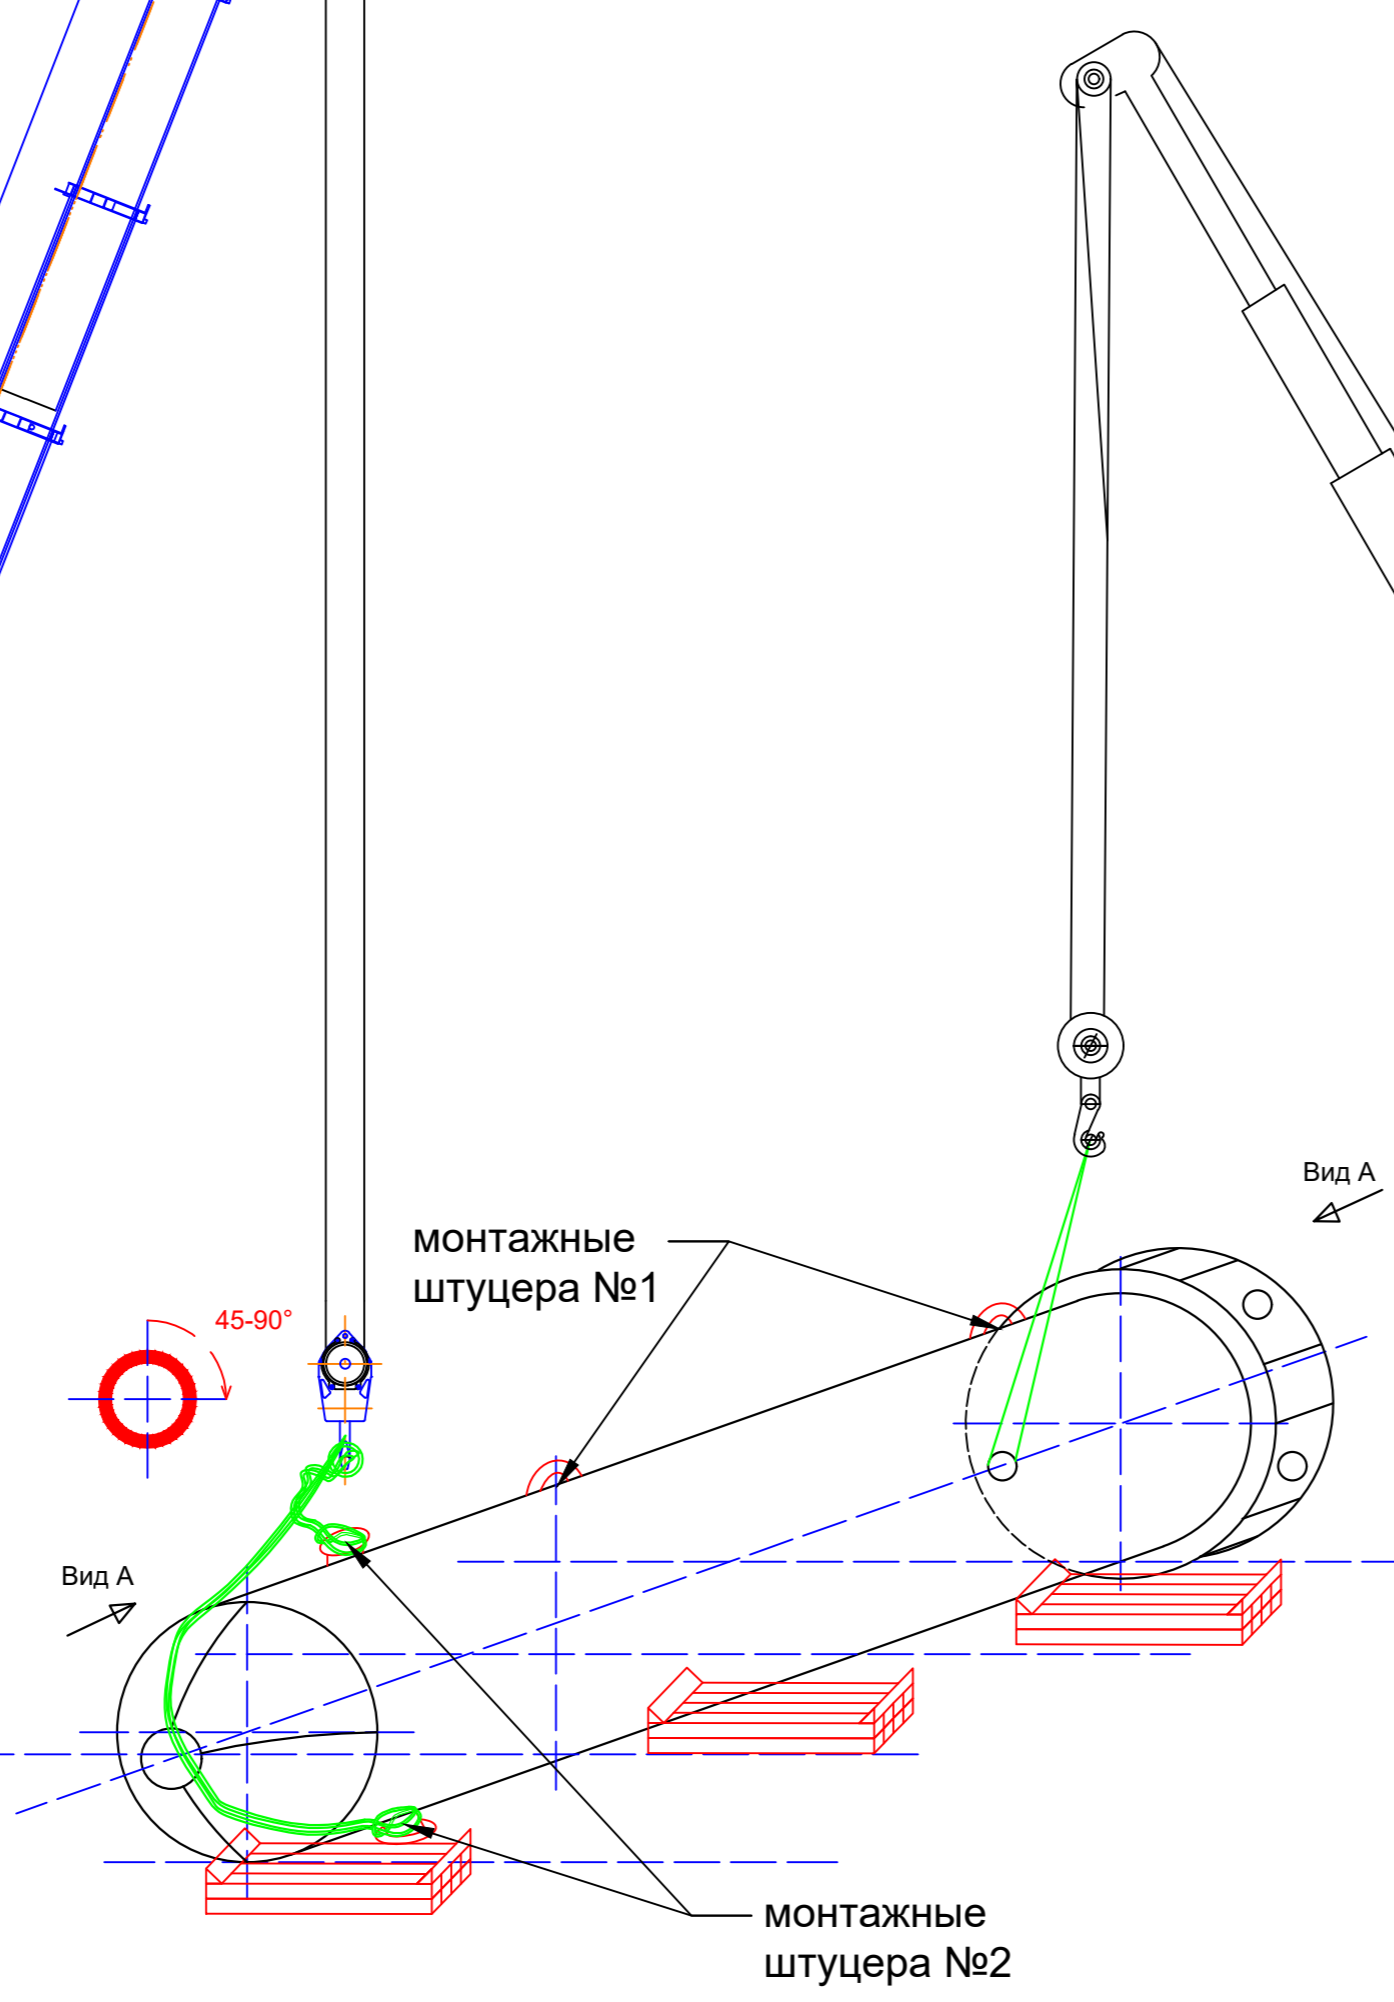 Вид А
монтажные
штуцера №1
45-90°
Вид А
монтажные
штуцера №2